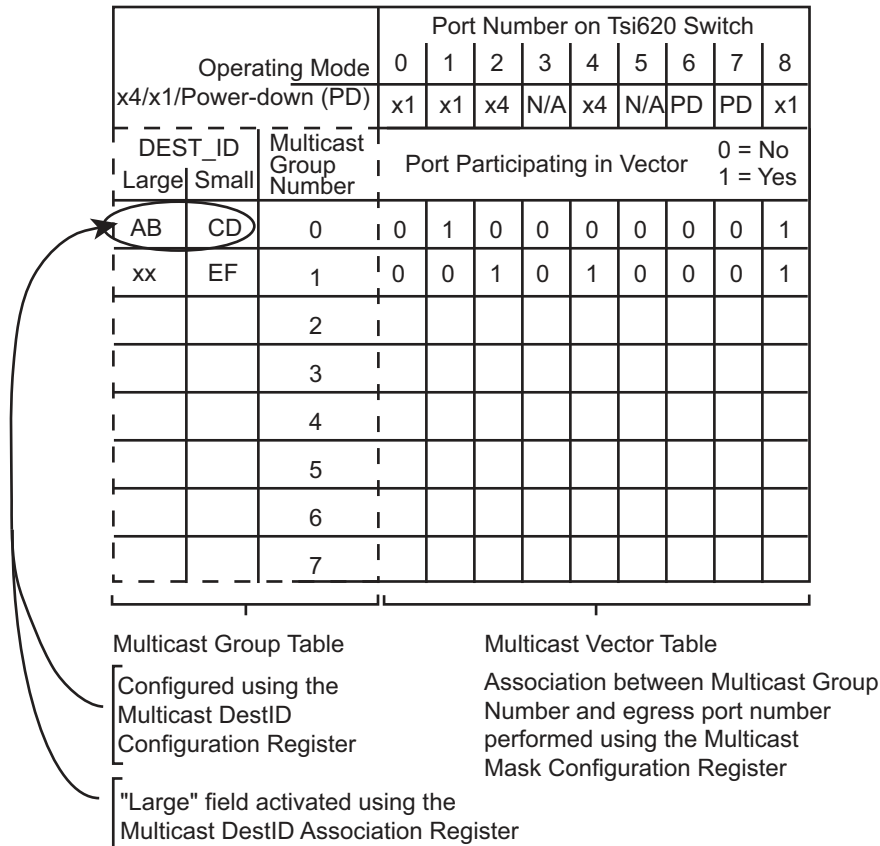 Port Number on Tsi620 Switch
Operating Mode 0 1 2 3 4 5 6 7 8
x4/x1/Power-down (PD) x1 x1 x4 N/A x4 N/A PD PD x1
DEST_ID
Large Small
Multicast
Group
Number
Port Participating in Vector
0 = No
1 = Yes
AB CD 0 0 1 0 0 0 0 0 0 1
xx EF 1 0 0 1 0 1 0 0 0 1
2
3
4
5
6
7
Multicast Group Table
Configured using the
Multicast DestID
Configuration Register
"Large" field activated using the
Multicast DestID Association Register
Multicast Vector Table
Association between Multicast Group
Number and egress port number
performed using the Multicast
Mask Configuration Register